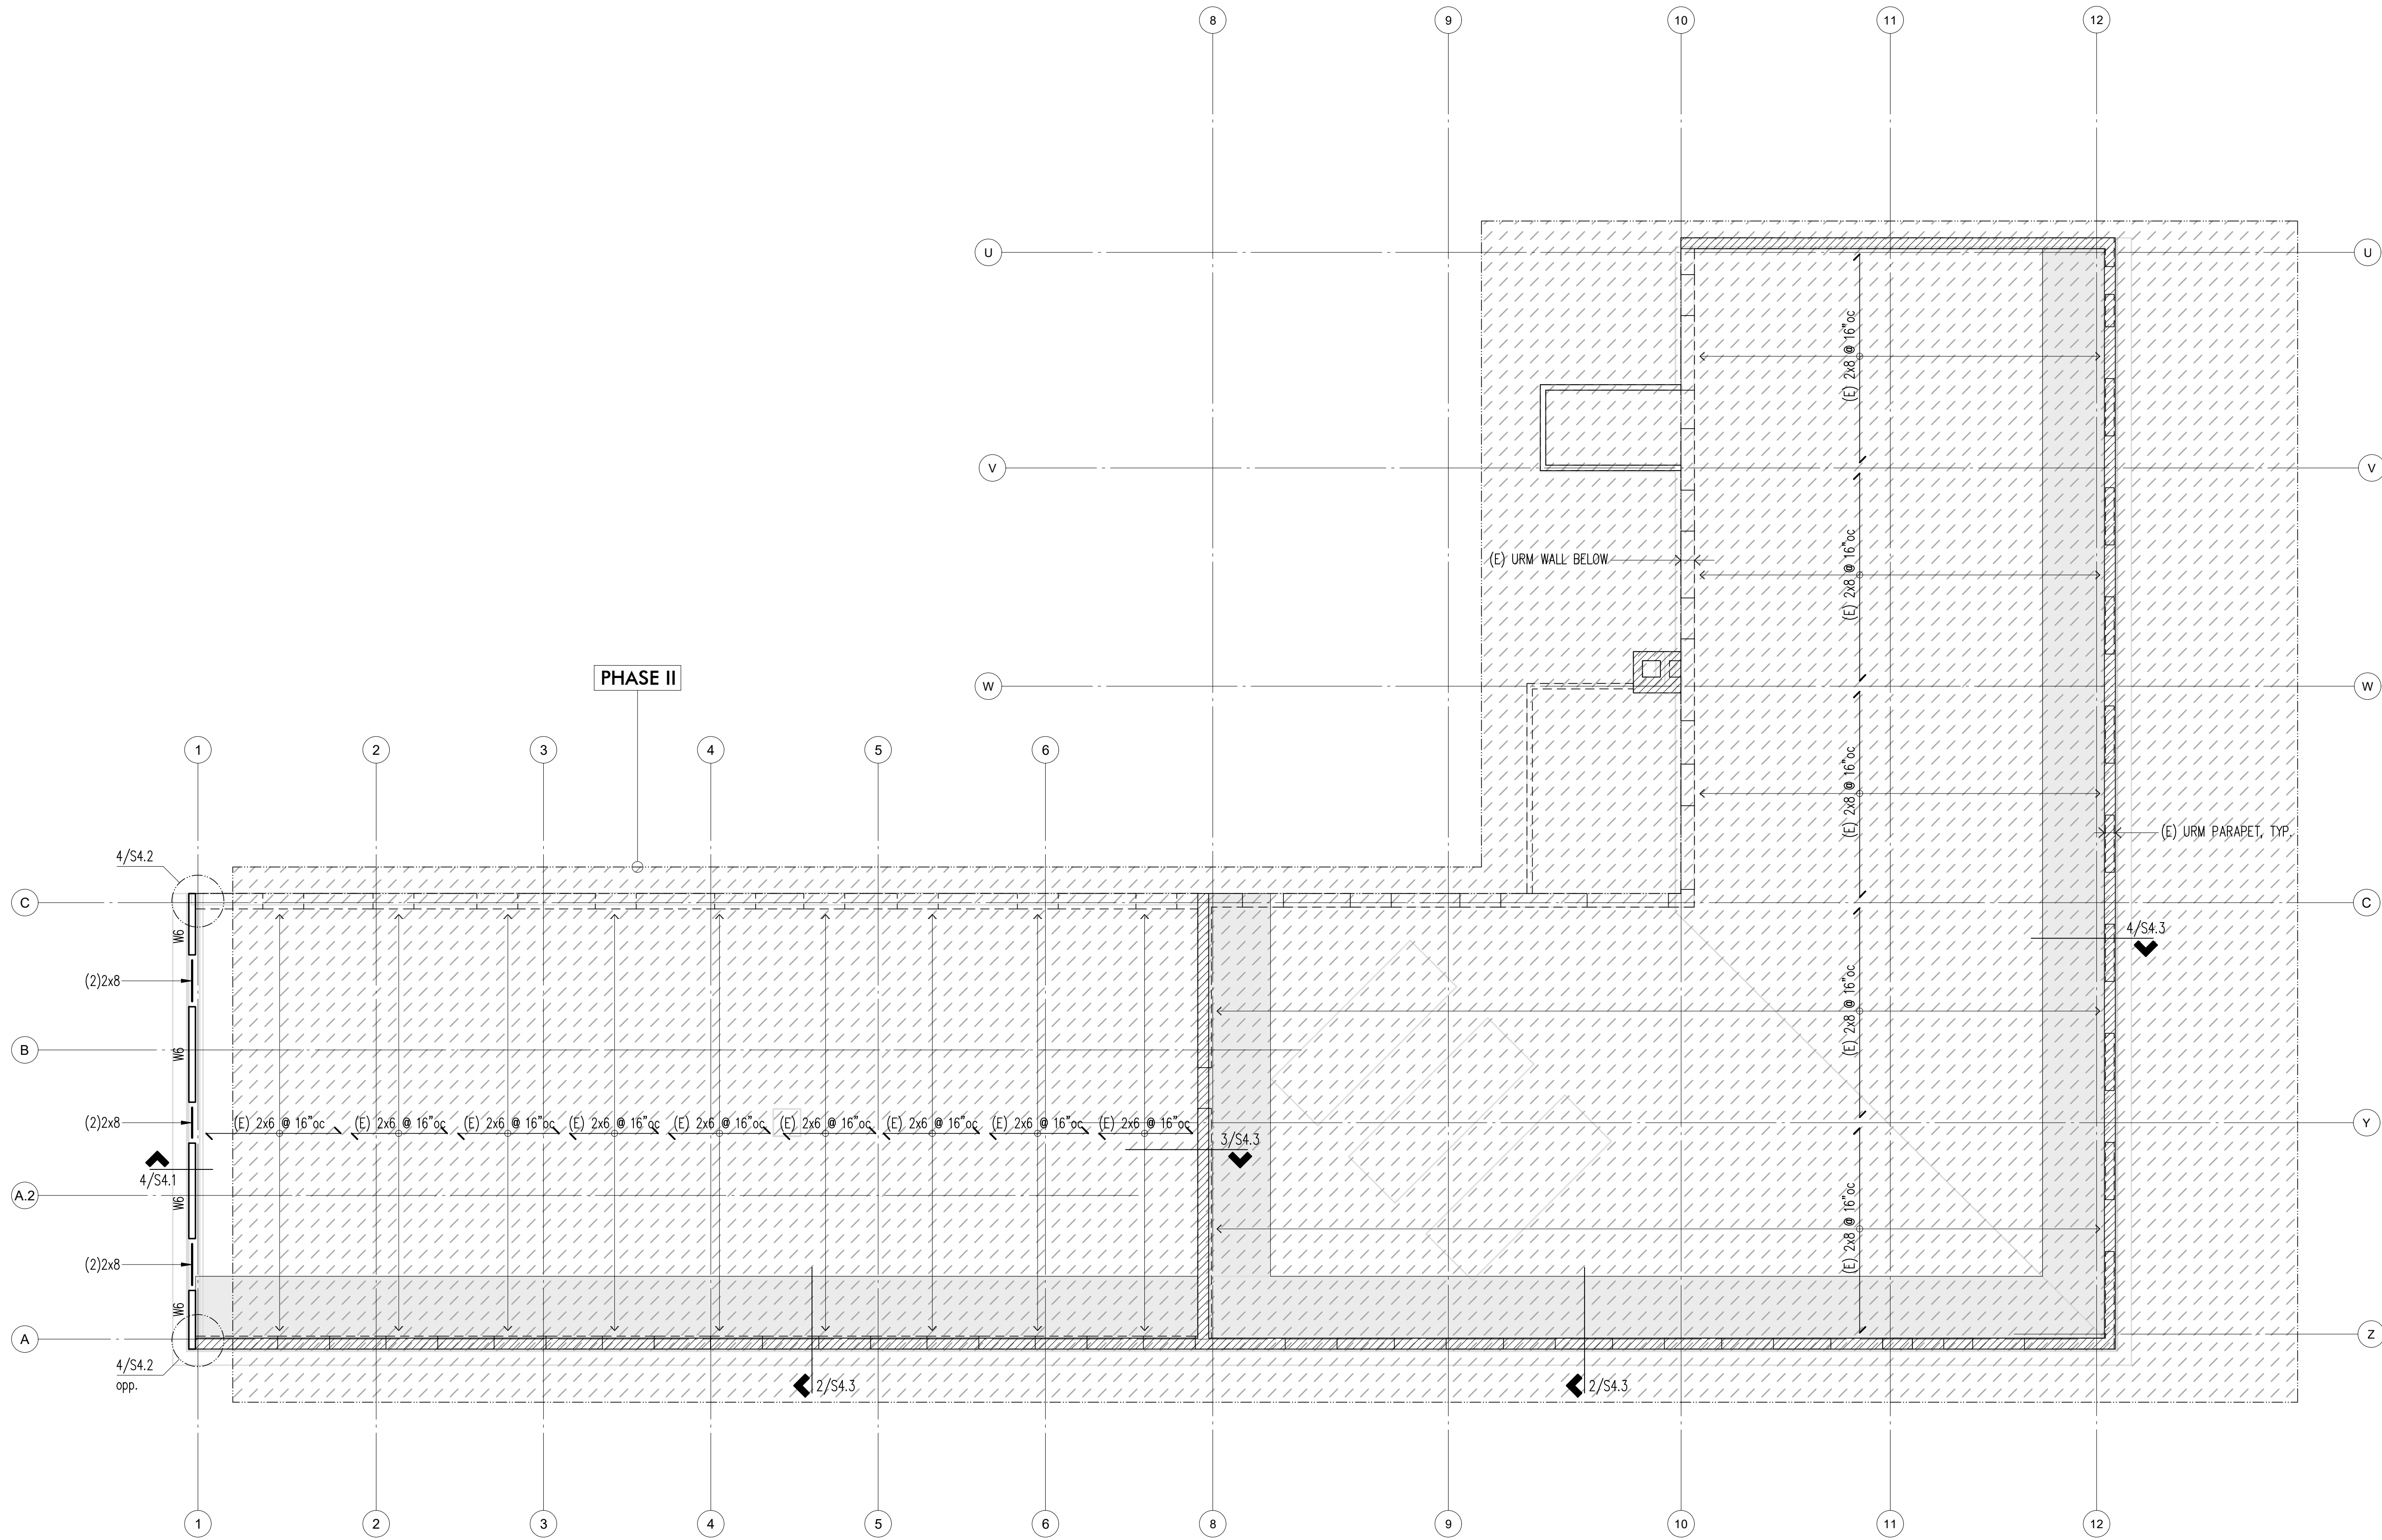 8
9
10
11
12
U
U
(E) 2x8 @ 16"oc
V
V
(E) URM WALL BELOW
(E) 2x8 @ 16"oc
PHASE II
W
W
1
2
3
4
5
6
(E) 2x8 @ 16"oc
(E) URM PARAPET, TYP.
4/S4.2
C
C
W6
4/S4.3
(2)2x8
(E) 2x8 @ 16"oc
B
W6
(2)2x8
(E) 2x6 @ 16"oc
(E) 2x6 @ 16"oc
(E) 2x6 @ 16"oc
(E) 2x6 @ 16"oc
(E) 2x6 @ 16"oc
(E) 2x6 @ 16"oc
(E) 2x6 @ 16"oc
(E) 2x6 @ 16"oc
(E) 2x6 @ 16"oc
Y
3/S4.3
4/S4.1
A.2
W6
(E) 2x8 @ 16"oc
(2)2x8
W6
A
Z
4/S4.2
opp.
2/S4.3
2/S4.3
1
2
3
4
5
6
8
9
10
11
12